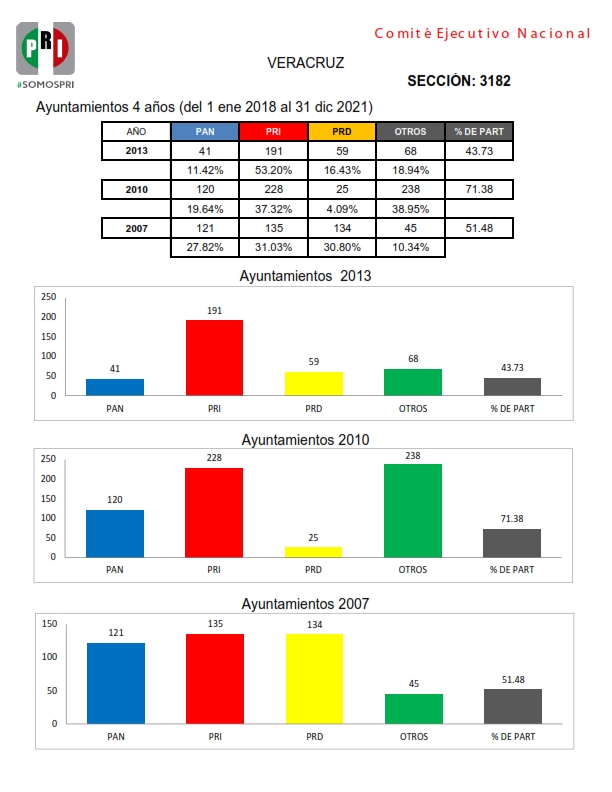 Comité Ejecutivo Nacional
PRI
#SOMOSPRI
VERACRUZ
SECCIÓN: 3182
Ayuntamientos 4 años (del 1 ene 2018 al 31 dic 2021)
AÑO PAN PRI PRD OTROS % DE PART
2013 41 191 59 68 43.73
11.42% 53.20% 16.43% 18.94%
2010 120 228 25 238 71.38
19.64% 37.32% 4.09% 38.95%
2007 121 135 134 45 51.48
27.82% 31.03% 30.80% 10.34%
Ayuntamientos 2013
250
200
150
100
50
0
41 191 59 68 43.73
PAN PRI PRD OTROS % DE PART
Ayuntamientos 2010
250
200
150
100
50
0
120 228 25 238 71.38
PAN PRI PRD OTROS % DE PART
Ayuntamientos 2007
150
100
50
0
121 135 134 45 51.48
PAN PRI PRD OTROS % DE PART